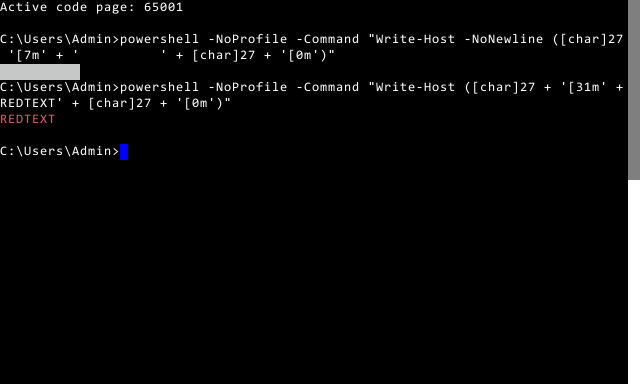 Active code page: 65001
C:\Users\Admin>powershell -NoProfile -Command "Write-Host -NoNewline ([char]27
'[7m' + '          ' + [char]27 + '[0m')"
C:\Users\Admin>powershell -NoProfile -Command "Write-Host ([char]27 + '[31m' +
REDTEXT' + [char]27 + '[0m')"
REDTEXT
C:\Users\Admin>